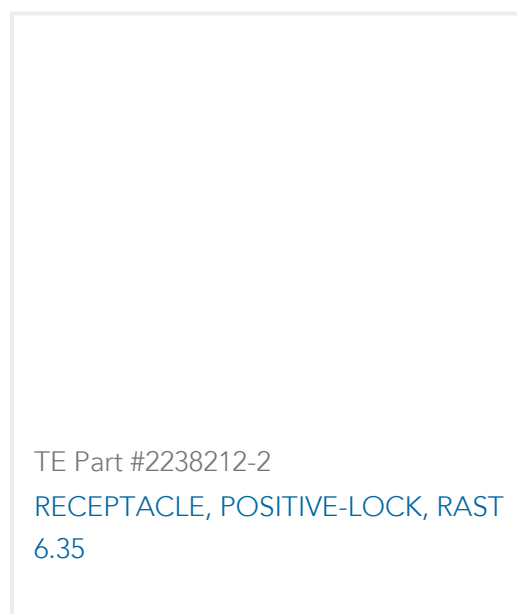 TE Part #2238212-2
RECEPTACLE, POSITIVE-LOCK, RAST
6.35